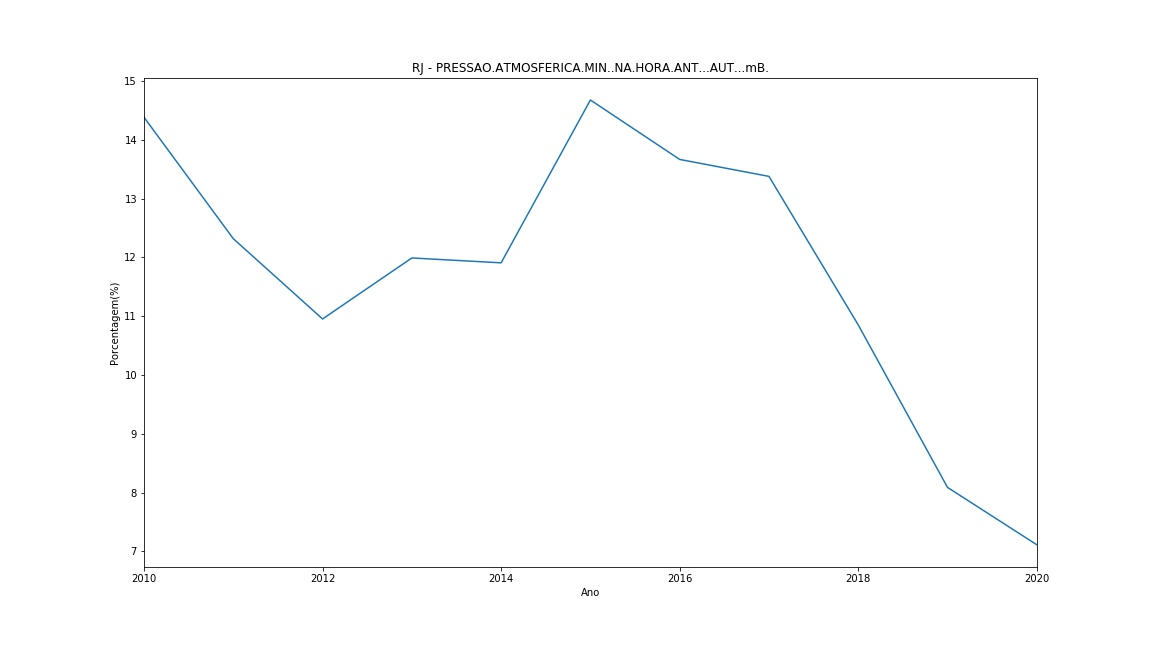 RJ - PRESSAO.ATMOSFERICA.MIN..NA.HORA.ANT...AUT...mB.
Porcentagem(%)
15
14
13
12
11
10
9
8
7
2010 2012 2014 2016 2018 2020
Ano